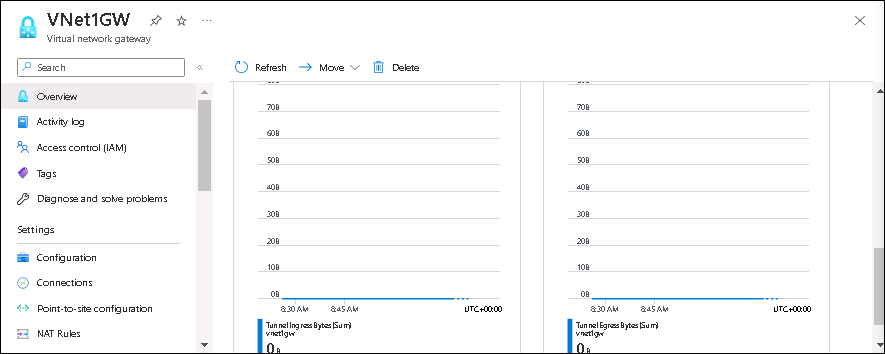 VNet1GW
Virtual network gateway
Search
Refresh Move Delete
Overview
Activity log
Access control (IAM)
Tags
Diagnose and solve problems
Settings
Configuration
Connections
Point-to-site configuration
NAT Rules
70B
60B
50B
40B
30B
20B
10B
0B
8:30 AM 8:45 AM UTC+00:00
Tunnel Ingress Bytes (Sum)
vnet1gw
0 B
70B
60B
50B
40B
30B
20B
10B
0B
8:30 AM 8:45 AM UTC+00:00
Tunnel Egress Bytes (Sum)
vnet1gw
0 B